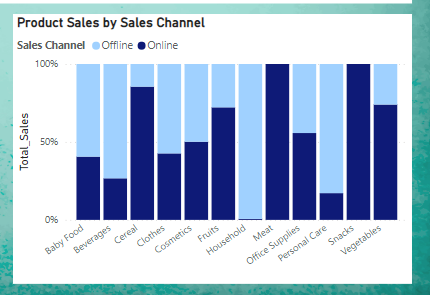 Product Sales by Sales Channel
Sales Channel Offline Online
100%
50%
0%
Total_Sales
Baby Food
Beverages
Cereal
Clothes
Cosmetics
Fruits
Household
Meat
Office Supplies
Personal Care
Snacks
Vegetables